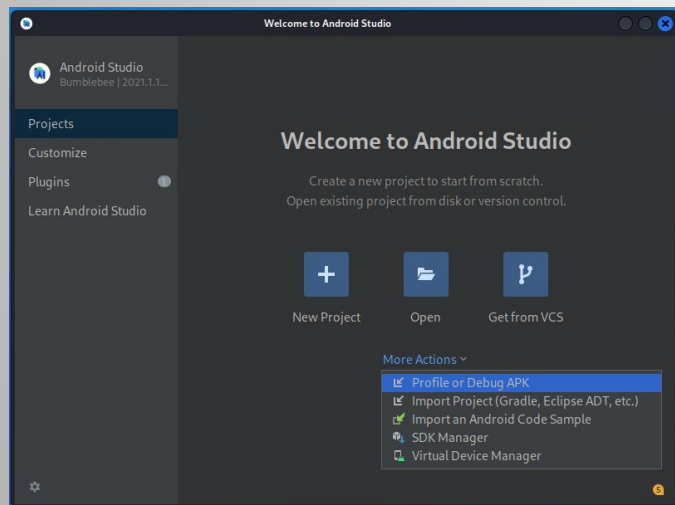 Welcome to Android Studio
Android Studio
Bumblebee | 2021.1.1...
Projects
Customize
Plugins
1
Learn Android Studio
Welcome to Android Studio
Create a new project to start from scratch.
Open existing project from disk or version control.
New Project
Open
Get from VCS
More Actions
Profile or Debug APK
Import Project (Gradle, Eclipse ADT, etc.)
Import an Android Code Sample
SDK Manager
Virtual Device Manager
6